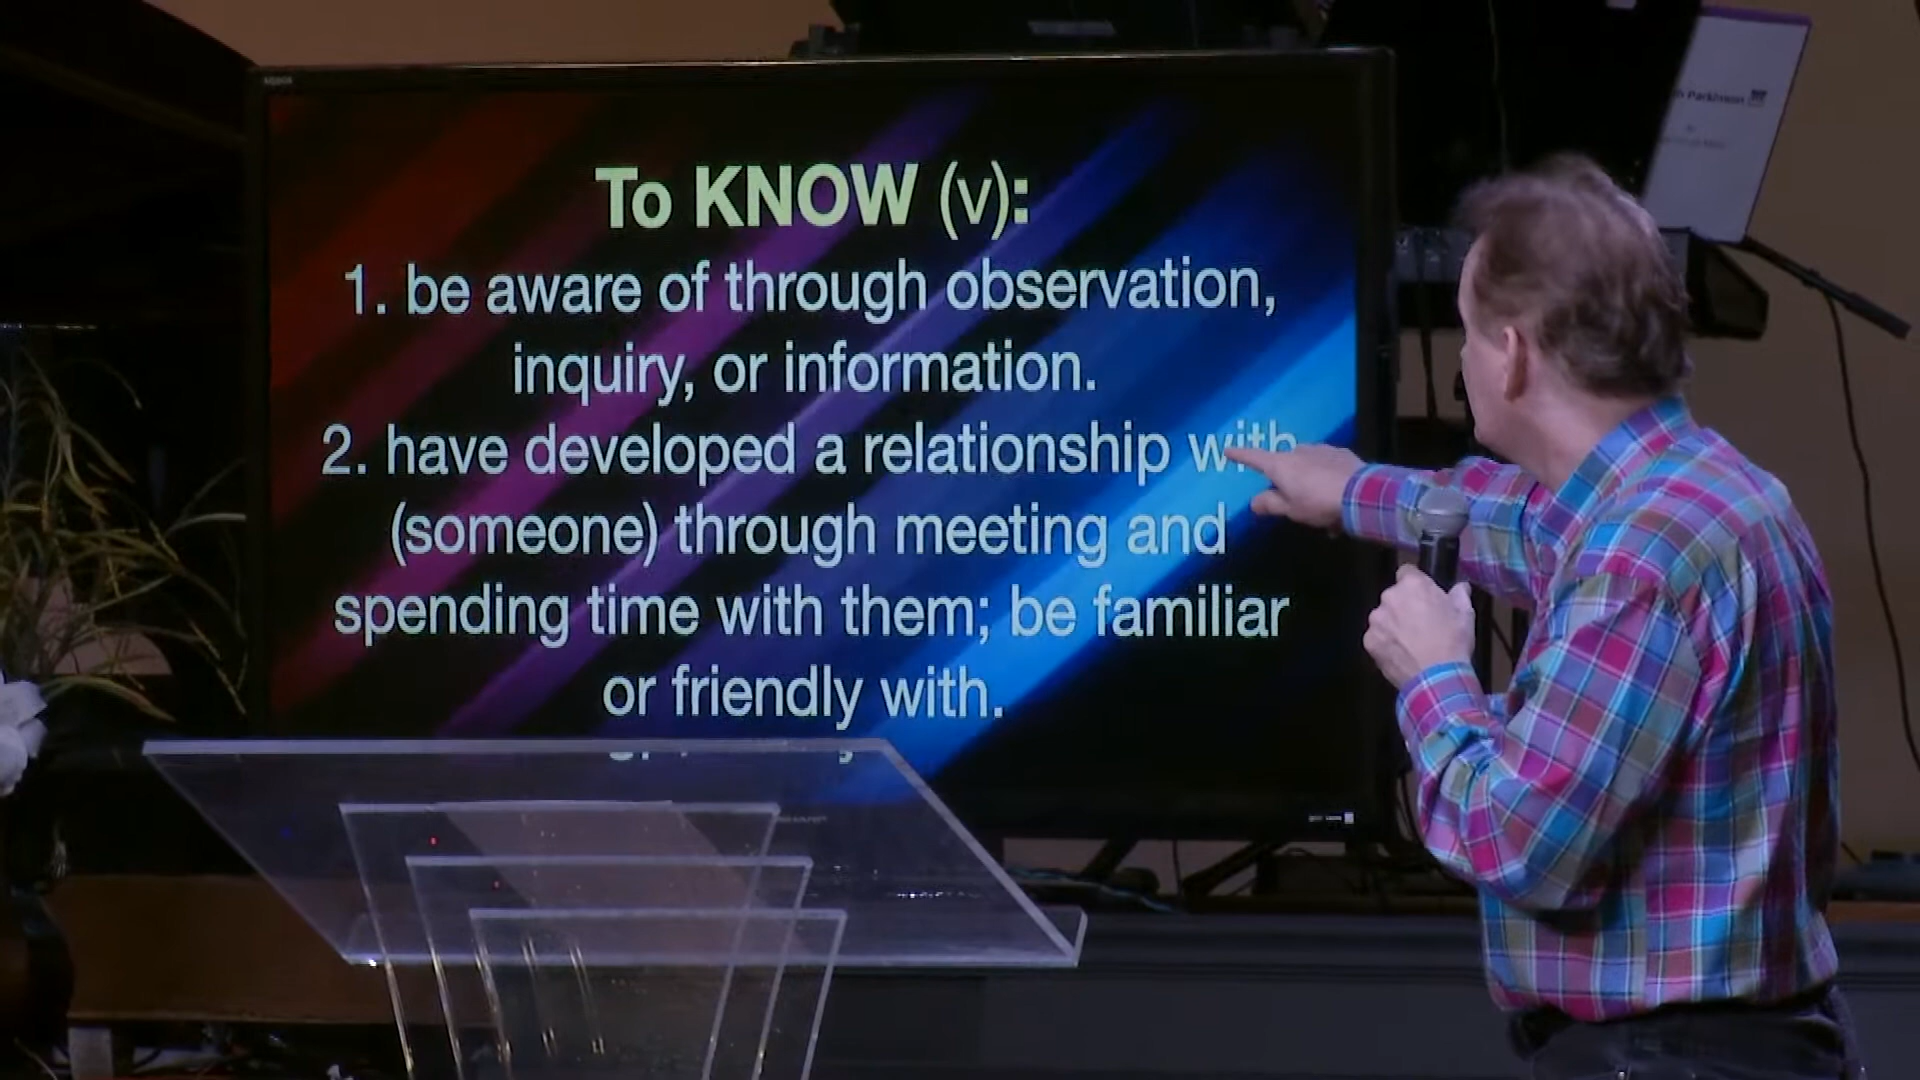 To KNOW (v):
1. be aware of through observation,
inquiry, or information.
2. have developed a relationship with
(someone) through meeting and
spending time with them; be familiar
or friendly with.
Parkinson